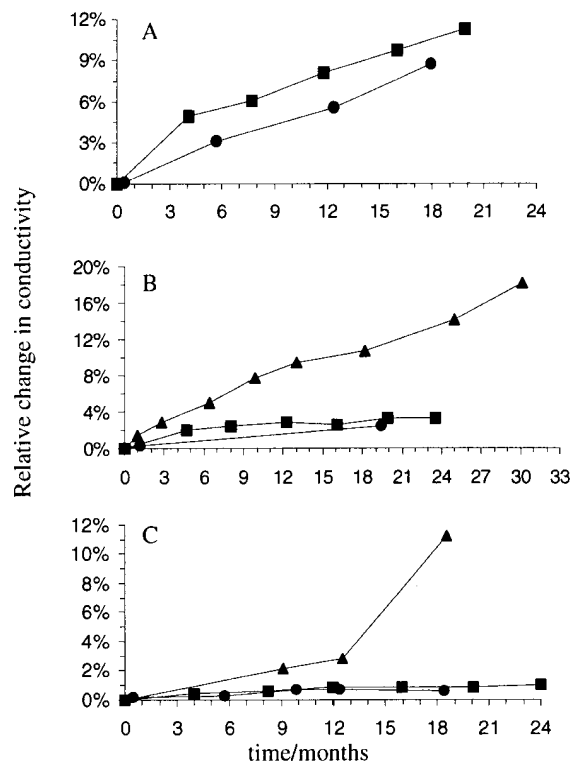 Relative change in conductivity
A
12%
9%
6%
3%
0%
0 3 6 9 12 15 18 21 24
B
20%
16%
12%
8%
4%
0%
0 3 6 9 12 15 18 21 24 27 30 33
C
12%
10%
8%
6%
4%
2%
0%
0 3 6 9 12 15 18 21 24
time/months